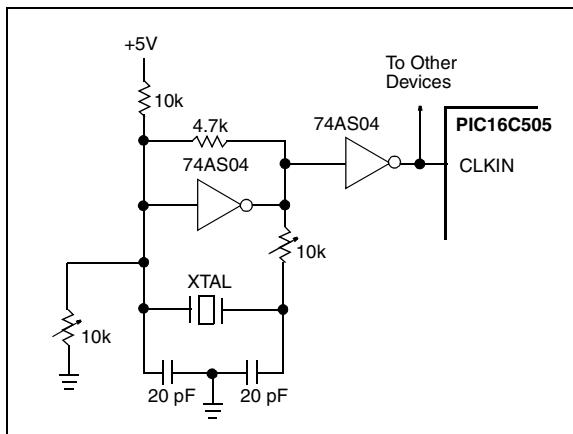 +5V
To Other
Devices
10k
4.7k
74AS04
PIC16C505
74AS04
CLKIN
10k
XTAL
10k
20 pF
20 pF